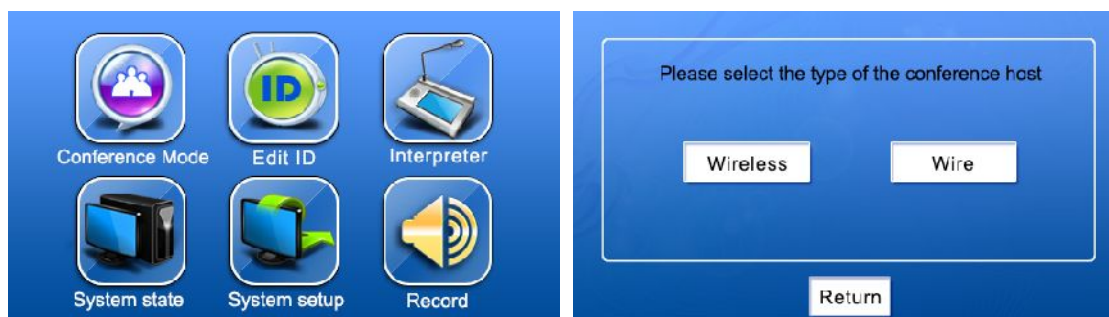 ID
Conference Mode
Edit ID
Interpreter
System state
System setup
Record
Please select the type of the conference host
Wireless
Wire
Return